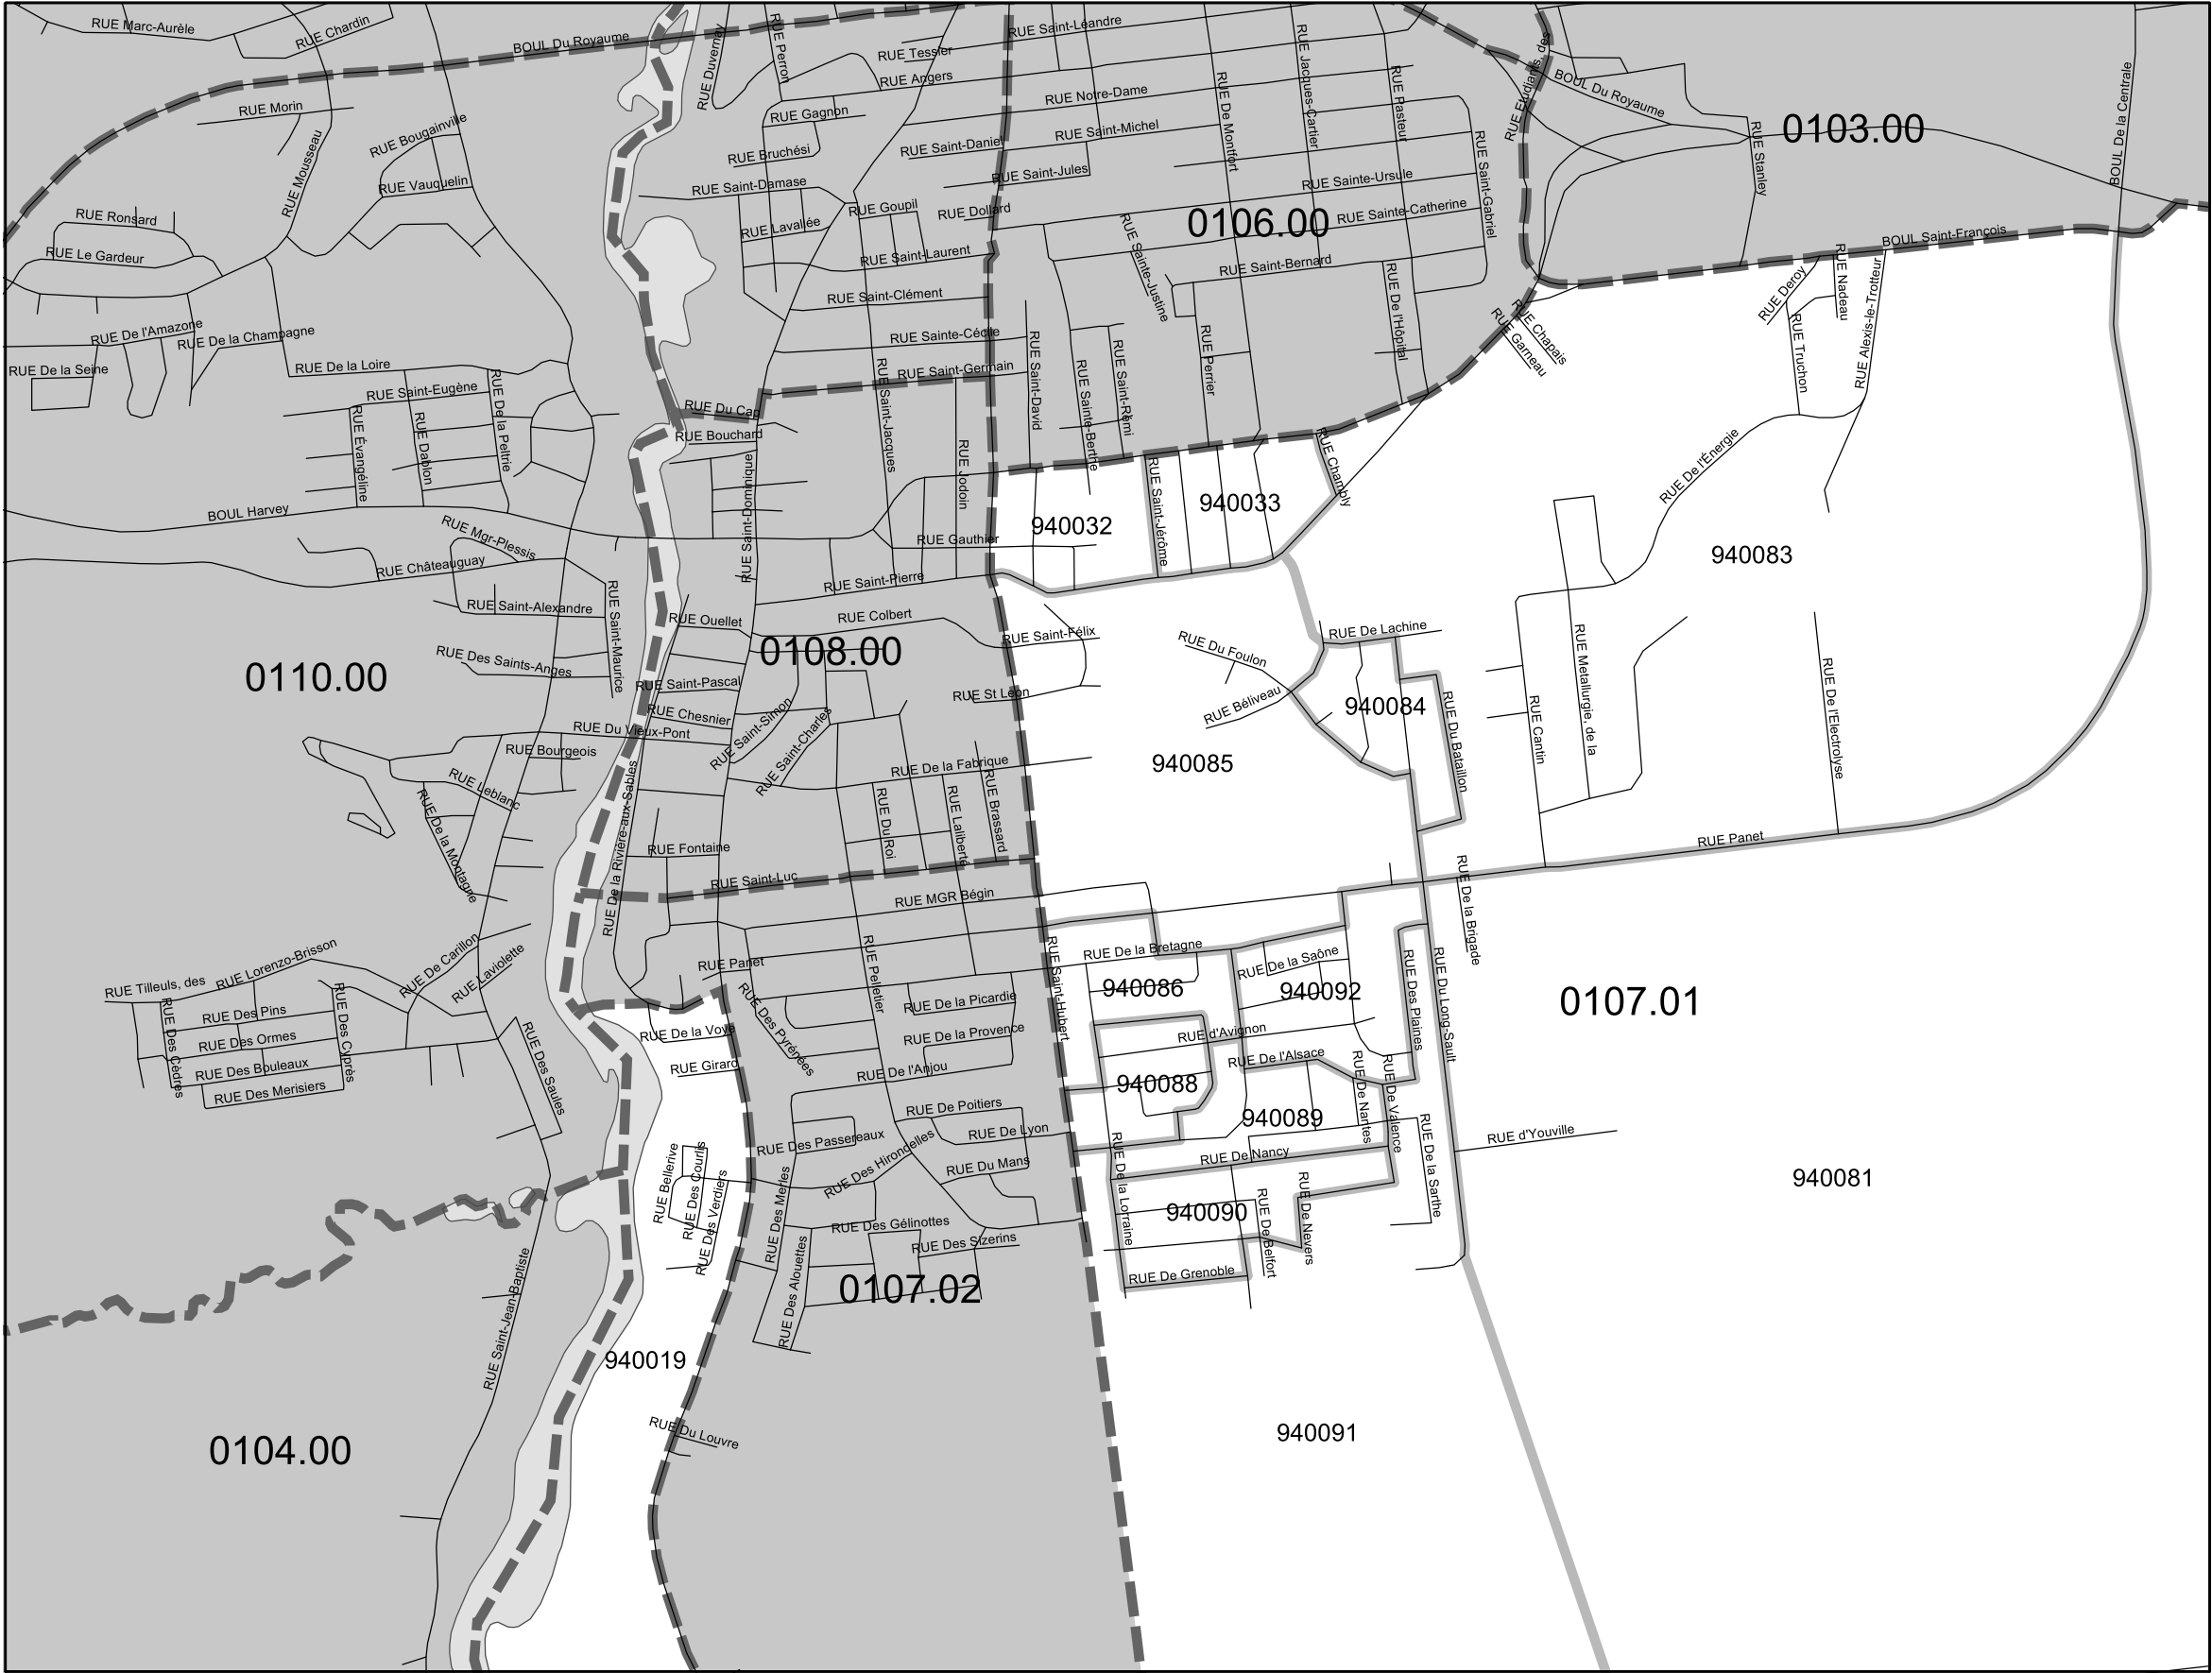 RUE Marc-Aurèle
RUE Chardin
BOUL Du Royaume
RUE Duvernay
RUE Perron
RUE Tessier
RUE Saint-Léandre
RUE Angers
RUE Jacques-Cartier
RUE Pasteur
RUE Etudiants, des
BOUL Du Royaume
BOUL De la Centrale
RUE Morin
RUE Mousseau
RUE Bougainville
RUE Vauquelin
RUE Gagnon
RUE Bruchési
RUE Notre-Dame
RUE Saint-Daniel
RUE Saint-Michel
RUE De Montfort
RUE Saint-Jules
RUE Saint-Gabriel
RUE Stanley
0103.00
RUE Ronsard
RUE Le Gardeur
RUE Saint-Damase
RUE Lavallée
RUE Goupil
RUE Dollard
RUE Saint-Laurent
RUE Sainte-Ursule
RUE Sainte-Catherine
0106.00
RUE Sainte-Justine
RUE Saint-Bernard
BOUL Saint-François
RUE De l'Amazone
RUE De la Champagne
RUE De la Seine
RUE De la Loire
RUE Saint-Clément
RUE Sainte-Cécile
RUE Saint-Germain
RUE Saint-David
RUE Sainte-Berthe
RUE Saint-Rémi
RUE Perrier
RUE De l'Hôpital
RUE Chapais
RUE Garneau
RUE Deroy
RUE Nadeau
RUE Truchon
RUE Alexis-le-Trotteur
RUE Saint-Eugène
RUE Évangéline
RUE Dablon
RUE De la Peltrie
RUE Du Cap
RUE Bouchard
RUE Saint-Jacques
RUE Jodoin
RUE Saint-Dominique
RUE Chambly
RUE De l'Énergie
BOUL Harvey
RUE Mgr-Plessis
RUE Châteauguay
RUE Gauthier
940032
RUE Saint-Jérôme
940033
940083
RUE Saint-Pierre
RUE Saint-Alexandre
RUE Saint-Maurice
RUE Ouellet
RUE Colbert
RUE Saint-Félix
RUE De Lachine
RUE Du Foulon
RUE Metallurgie, de la
RUE De l'Electrolyse
0110.00
RUE Des Saints-Anges
0108.00
RUE Saint-Pascal
RUE St Léon
RUE Béliveau
940084
RUE Du Bataillon
RUE Cantin
RUE Chesnier
RUE Du Vieux-Pont
RUE Saint-Simon
RUE Saint-Charles
RUE Bourgeois
RUE Leblanc
RUE De la Montagne
RUE De la Fabrique
940085
RUE De la Rivière-aux-Sables
RUE Du Roi
RUE Laliberté
RUE Brassard
RUE Fontaine
RUE Saint-Luc
RUE Panet
RUE MGR Bégin
RUE De la Brigade
RUE Lorenzo-Brisson
RUE De Carillon
RUE Laviolette
RUE Tilleuls, des
RUE Panet
RUE Pelletier
RUE Saint-Hubert
RUE De la Bretagne
RUE De la Saône
940086
940092
RUE Des Plaines
RUE Du Long-Sault
0107.01
RUE Des Cèdres
RUE Des Pins
RUE Des Ormes
RUE Des Bouleaux
RUE Des Merisiers
RUE Des Cyprès
RUE Des Saules
RUE De la Voye
RUE Girard
RUE Des Pyrénées
RUE De la Picardie
RUE De la Provence
RUE De l'Anjou
RUE d'Avignon
RUE De l'Alsace
940088
940089
RUE De Nantes
RUE De Valence
RUE De Poitiers
RUE De Lyon
RUE Des Passereaux
RUE Des Hirondelles
RUE Du Mans
RUE De Nancy
RUE De la Sarthe
RUE d'Youville
940081
RUE Bellerive
RUE Des Courlis
RUE Des Verdiers
RUE Des Merles
RUE Des Alouettes
RUE Des Gélinottes
RUE Des Sizerins
RUE De la Lorraine
940090
RUE De Belfort
RUE De Nevers
RUE De Grenoble
0107.02
RUE Saint-Jean-Baptiste
940019
RUE Du Louvre
940091
0104.00